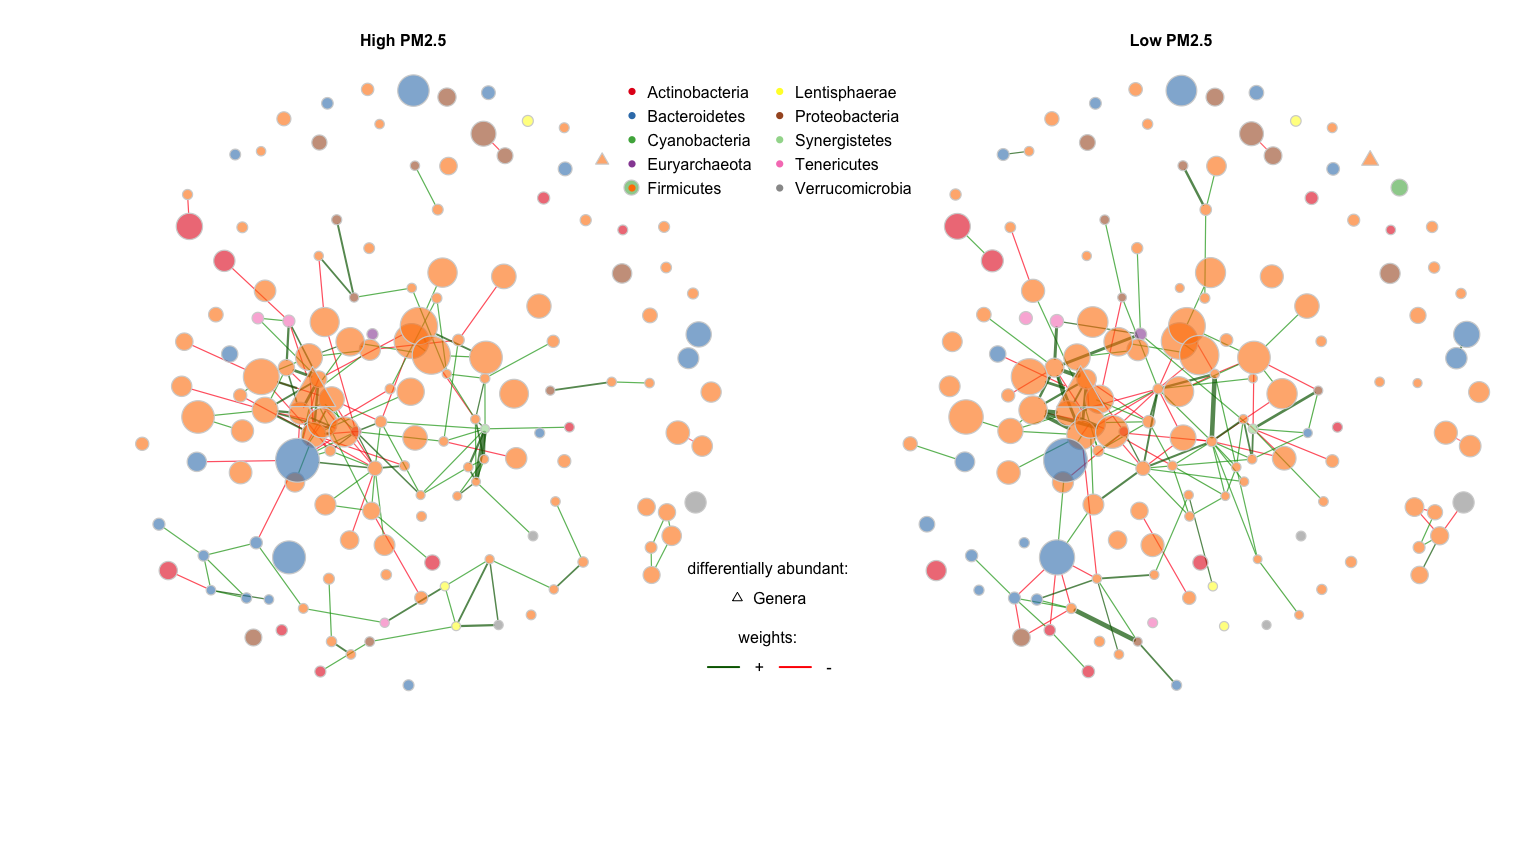 High PM2.5
Low PM2.5
Actinobacteria
Bacteroidetes
Cyanobacteria
Euryarchaeota
Firmicutes
Lentisphaerae
Proteobacteria
Synergistetes
Tenericutes
Verrucomicrobia
differentially abundant:
Genera
weights:
+ -